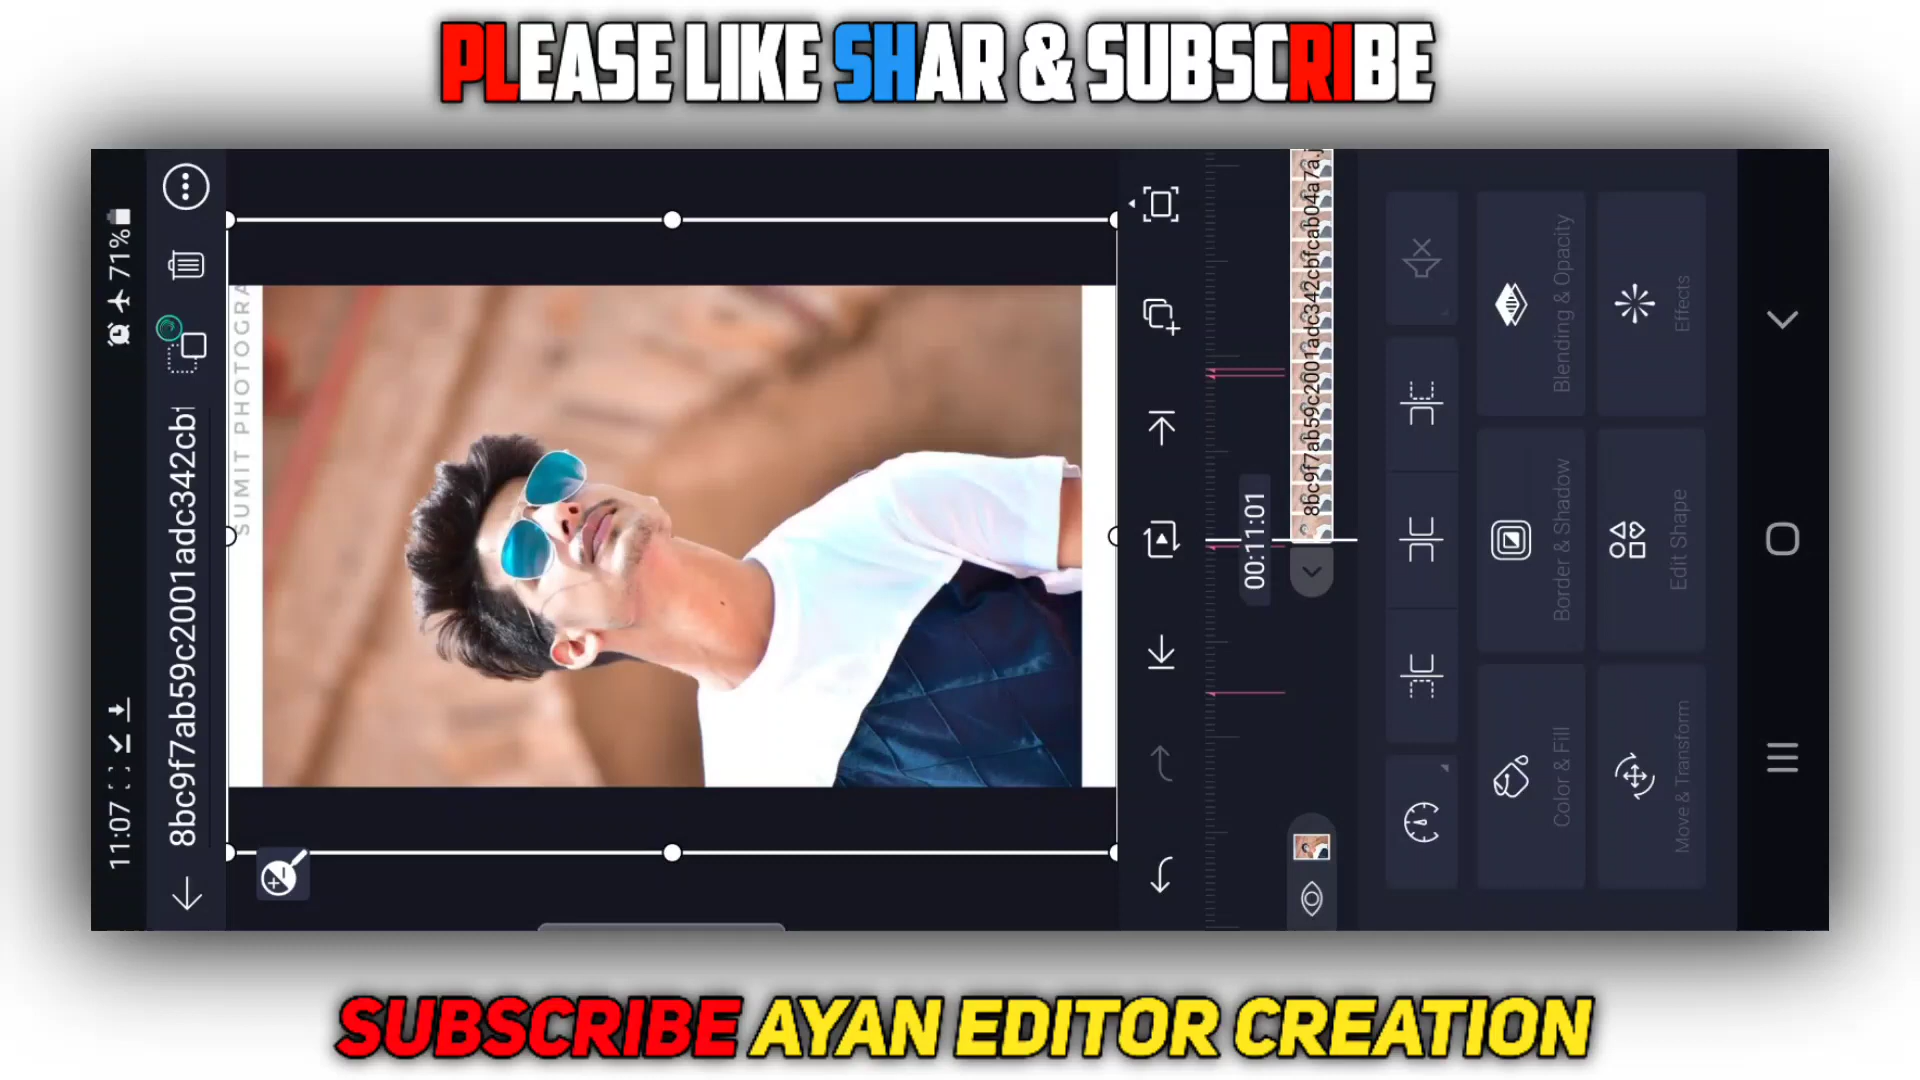 PLEASE LIKE SHAR & SUBSCRIBE
11:07
71%
8bc9f7ab59c2001adc342cbf
SUMIT PHOTOGRA
00:11:01
8bc9f7ab59c2001adc342cbfcab04a7a.j
Blending & Opacity
Effects
Border & Shadow
Edit Shape
Color & Fill
Move & Transform
SUBSCRIBE AYAN EDITOR CREATION